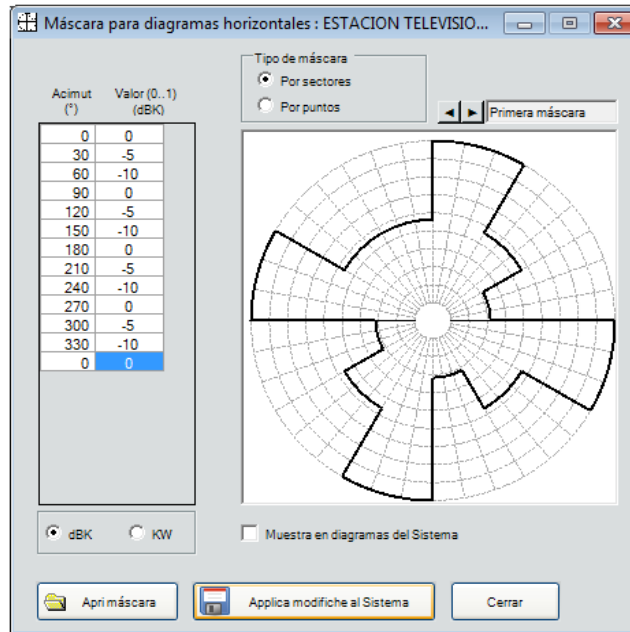 Máscara para diagramas horizontales : ESTACION TELEVISIO...
Tipo de máscara
Por sectores
Por puntos
Acimut Valor (0..1)
(°) (dBK)
Primera máscara
0 0
30 -5
60 -10
90 0
120 -5
150 -10
180 0
210 -5
240 -10
270 0
300 -5
330 -10
0 0
dBK KW
Muestra en diagramas del Sistema
Apri máscara
Applica modifiche al Sistema
Cerrar